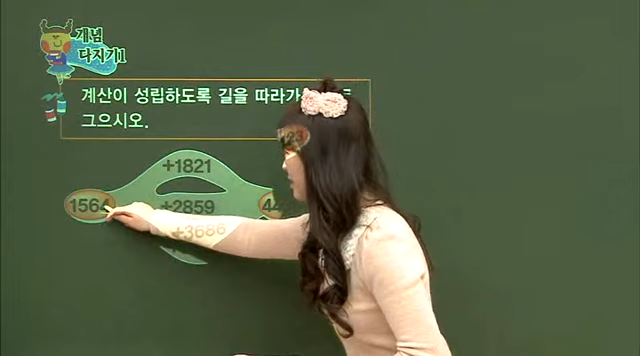 개념
다지기1
계산이 성립하도록 길을 따라가
그으시오.
+1821
1564
+2859
+3686